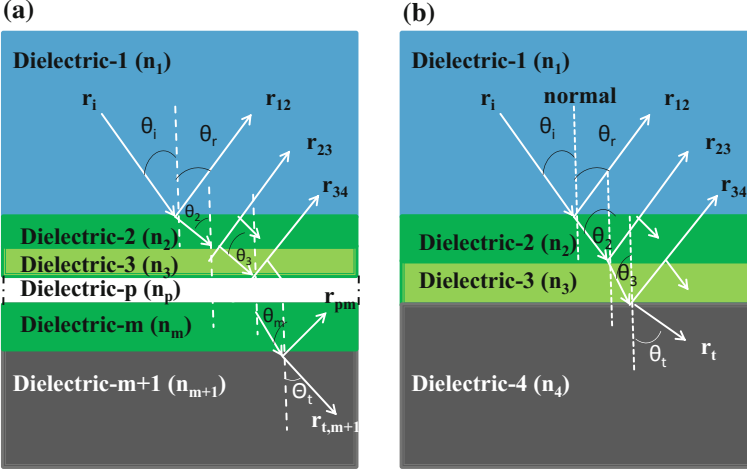 (a)
Dielectric-1 (n1)
ri
θi
θr
r12
r23
r34
θ2
Dielectric-2 (n2)
θ3
Dielectric-3 (n3)
Dielectric-p (np)
Dielectric-m (nm)
θm
rpm
Dielectric-m+1 (nm+1)
Θt
rt,m+1
(b)
Dielectric-1 (n1)
ri
normal
θi
θr
r12
r23
r34
Dielectric-2 (n2)
θ2
Dielectric-3 (n3)
θ3
rt
θt
Dielectric-4 (n4)